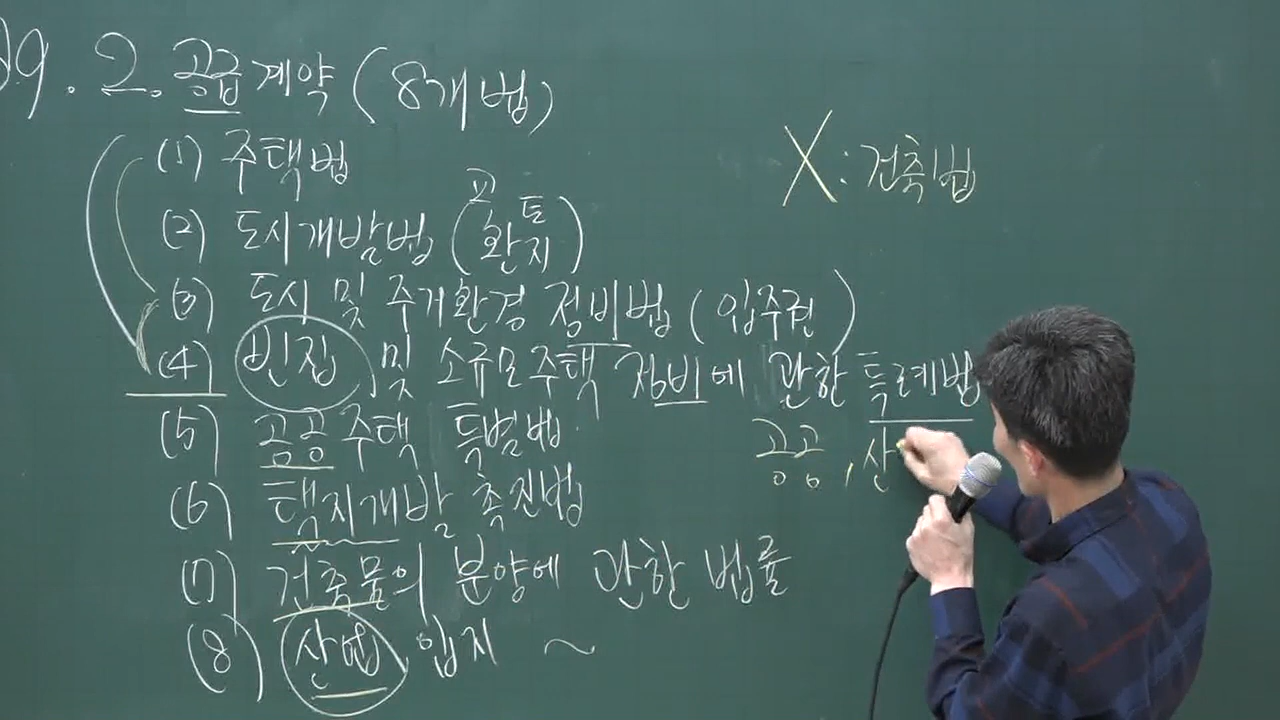 29. 2. 공급계약 (8개법)
(1) 주택법
X : 건축법
(2) 도시개발법 (환지)
토
(3) 도시 및 주거환경 정비법 (입주권)
(4) 빈집 및 소규모주택 정비에 관한 특례법
(5) 공공주택 특별법
공공, 산
(6) 택지개발 촉진법
(7) 건축물의 분양에 관한 법률
(8) 산업 입지 ~